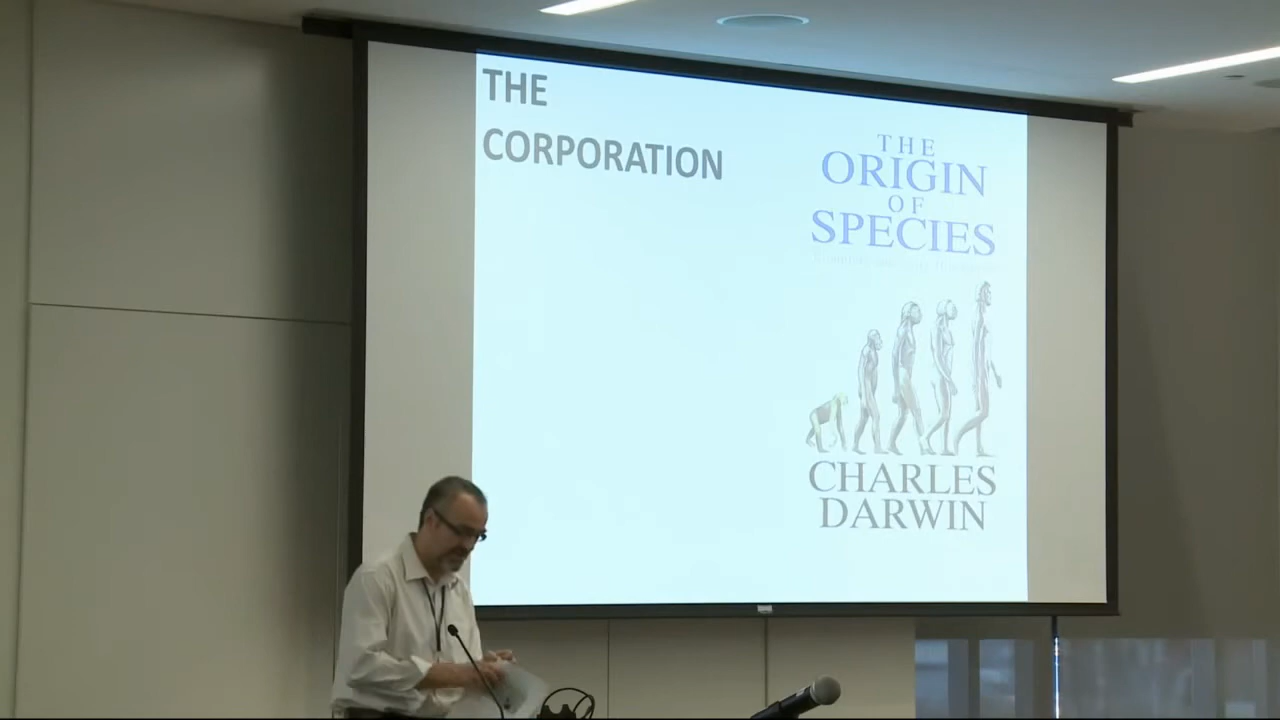 THE
CORPORATION
THE
ORIGIN
OF
SPECIES
CHARLES
DARWIN